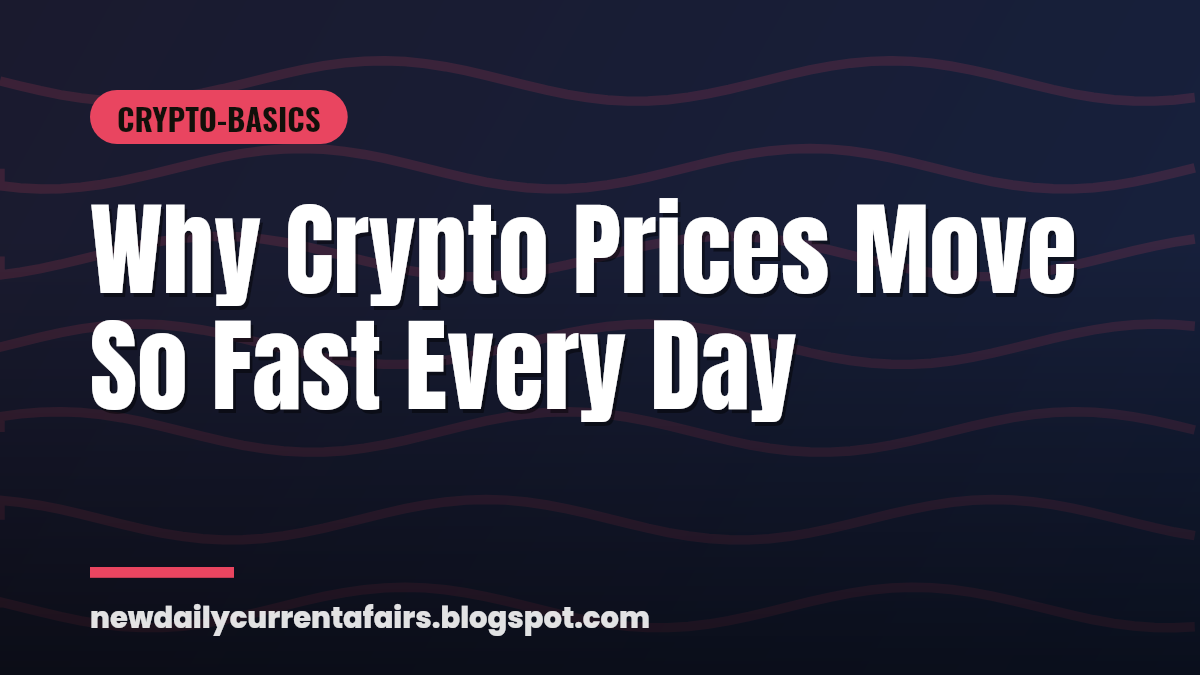 CRYPTO-BASICS
Why Crypto Prices Move
So Fast Every Day
newdailycurrentafairs.blogspot.com